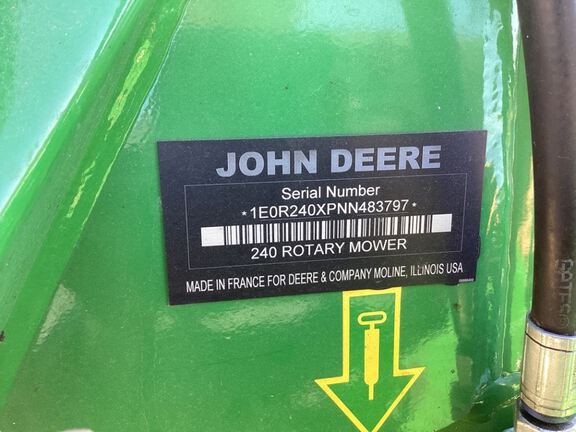 JOHN DEERE
Serial Number
*1E0R240XPNN483797*
240 ROTARY MOWER
MADE IN FRANCE FOR DEERE & COMPANY MOLINE, ILLINOIS USA